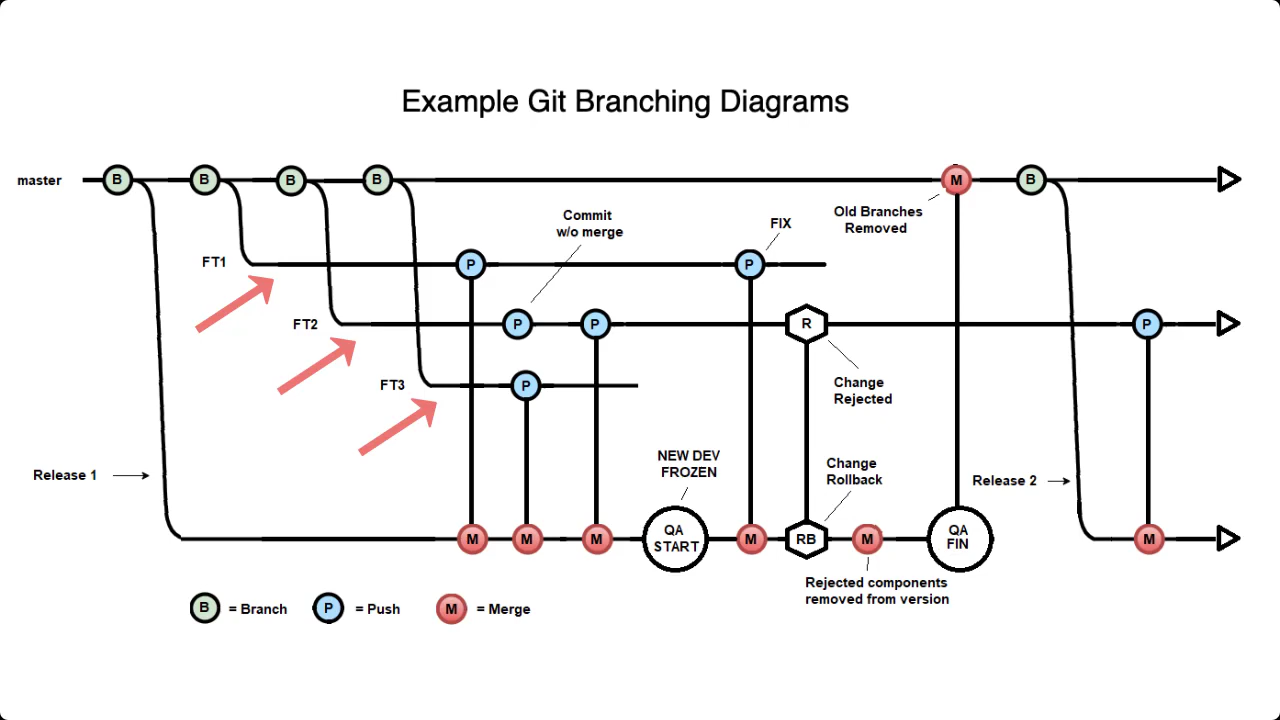 Example Git Branching Diagrams
master
B
B
B
B
M
B
Old Branches
Removed
Commit
w/o merge
FIX
FT1
P
P
FT2
P
P
R
P
Change
Rejected
FT3
P
NEW DEV
FROZEN
Change
Rollback
Release 1
Release 2
M
M
M
QA
START
M
RB
M
QA
FIN
M
Rejected components
removed from version
B = Branch
P = Push
M = Merge